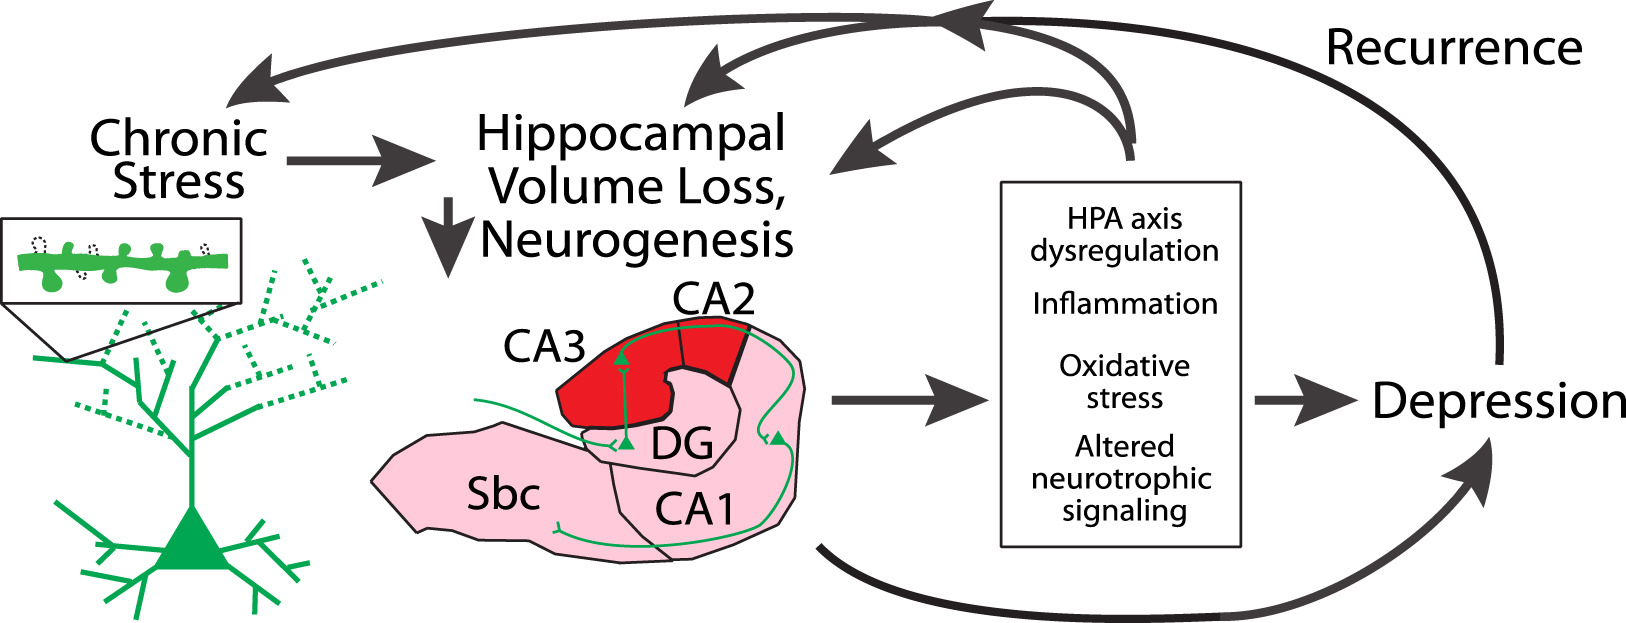 Recurrence
Chronic
Stress
Hippocampal
Volume Loss,
Neurogenesis
CA2
CA3
DG
Sbc
CA1
HPA axis
dysregulation
Inflammation
Oxidative
stress
Altered
neurotrophic
signaling
Depression